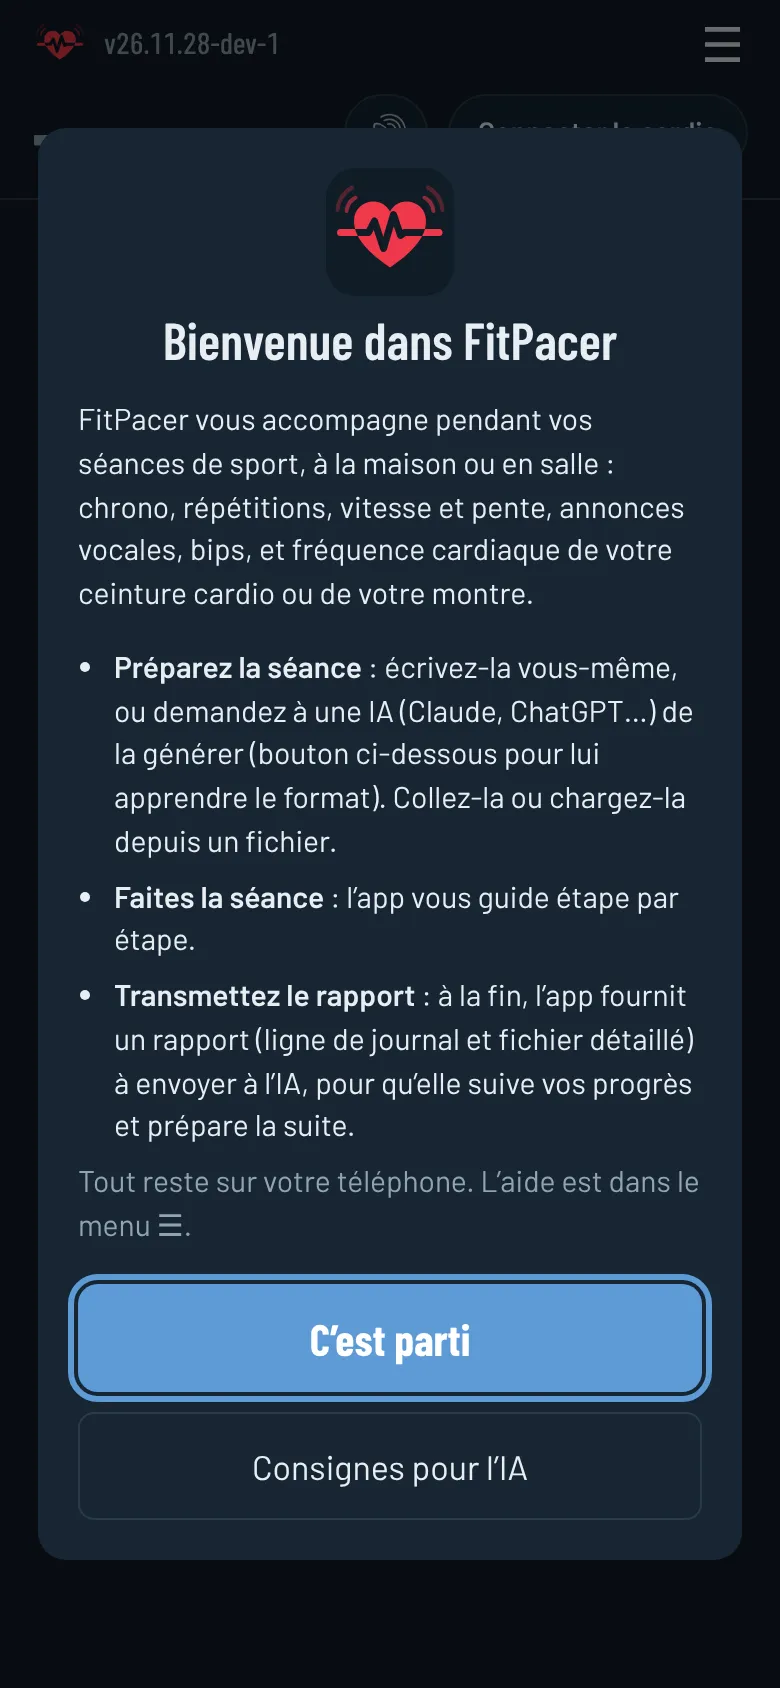 v26.11.28-dev-1
Bienvenue dans FitPacer
FitPacer vous accompagne pendant vos
séances de sport, à la maison ou en salle :
chrono, répétitions, vitesse et pente, annonces
vocales, bips, et fréquence cardiaque de votre
ceinture cardio ou de votre montre.
• Préparez la séance : écrivez-la vous-même,
ou demandez à une IA (Claude, ChatGPT…) de
la générer (bouton ci-dessous pour lui
apprendre le format). Collez-la ou chargez-la
depuis un fichier.
• Faites la séance : l’app vous guide étape par
étape.
• Transmettez le rapport : à la fin, l’app fournit
un rapport (ligne de journal et fichier détaillé)
à envoyer à l’IA, pour qu’elle suive vos progrès
et prépare la suite.
Tout reste sur votre téléphone. L’aide est dans le
menu ☰.
C’est parti
Consignes pour l’IA